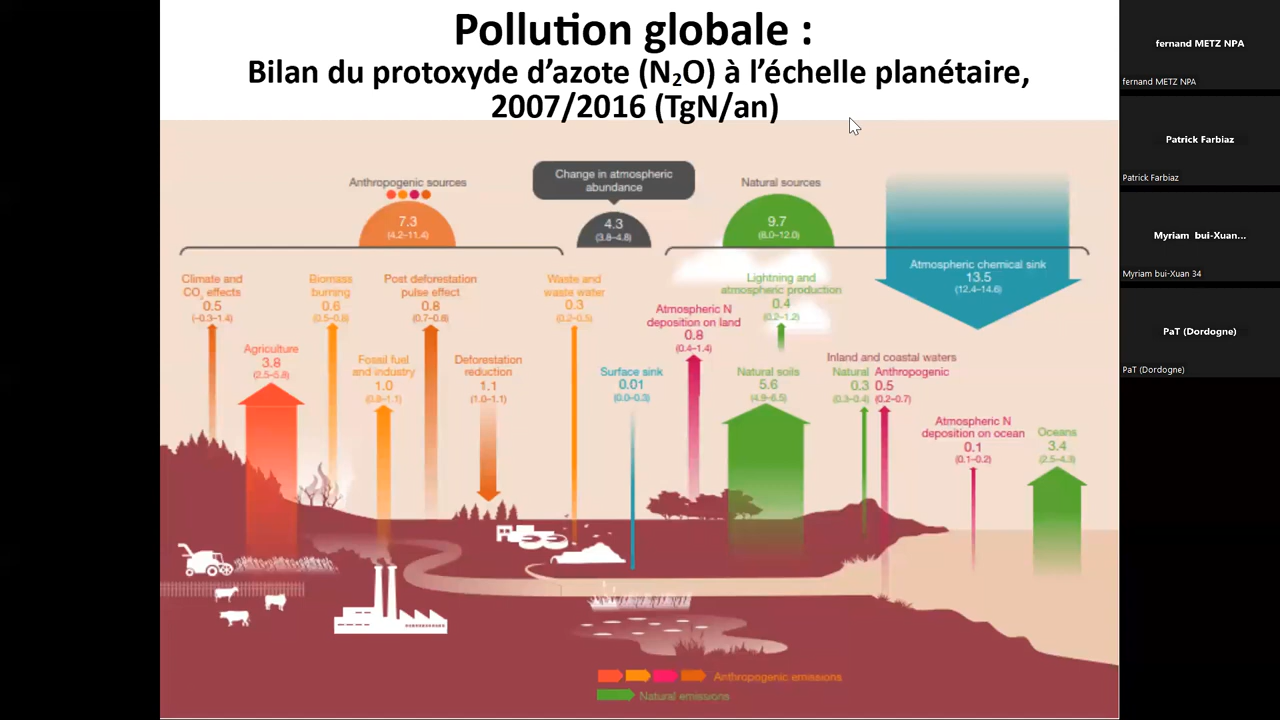 Pollution globale :
Bilan du protoxyde d’azote (N₂O) à l’échelle planétaire,
2007/2016 (TgN/an)
Anthropogenic sources
7.3
(4.2–11.4)
Change in atmospheric
abundance
4.3
(3.8–4.8)
Natural sources
9.7
(8.0–12.0)
Atmospheric chemical sink
13.5
(12.4–14.6)
Climate and
CO₂ effects
0.5
(–0.3–1.4)
Agriculture
3.8
(2.5–5.8)
Biomass
burning
0.6
(0.5–0.8)
Fossil fuel
and industry
1.0
(0.8–1.1)
Post deforestation
pulse effect
0.8
(0.7–0.8)
Deforestation
reduction
1.1
(1.0–1.1)
Waste and
waste water
0.3
(0.2–0.5)
Surface sink
0.01
(0.0–0.3)
Atmospheric N
deposition on land
0.8
(0.4–1.4)
Lightning and
atmospheric production
0.4
(0.2–1.2)
Natural soils
5.6
(4.9–6.5)
Inland and coastal waters
Natural Anthropogenic
0.3 0.5
(0.3–0.4) (0.2–0.7)
Atmospheric N
deposition on ocean
0.1
(0.1–0.2)
Oceans
3.4
(2.5–4.3)
Anthropogenic emissions
Natural emissions
fernand METZ NPA
fernand METZ NPA
Patrick Farbiaz
Patrick Farbiaz
Myriam bui-Xuan...
Myriam bui-Xuan 34
PaT (Dordogne)
PaT (Dordogne)